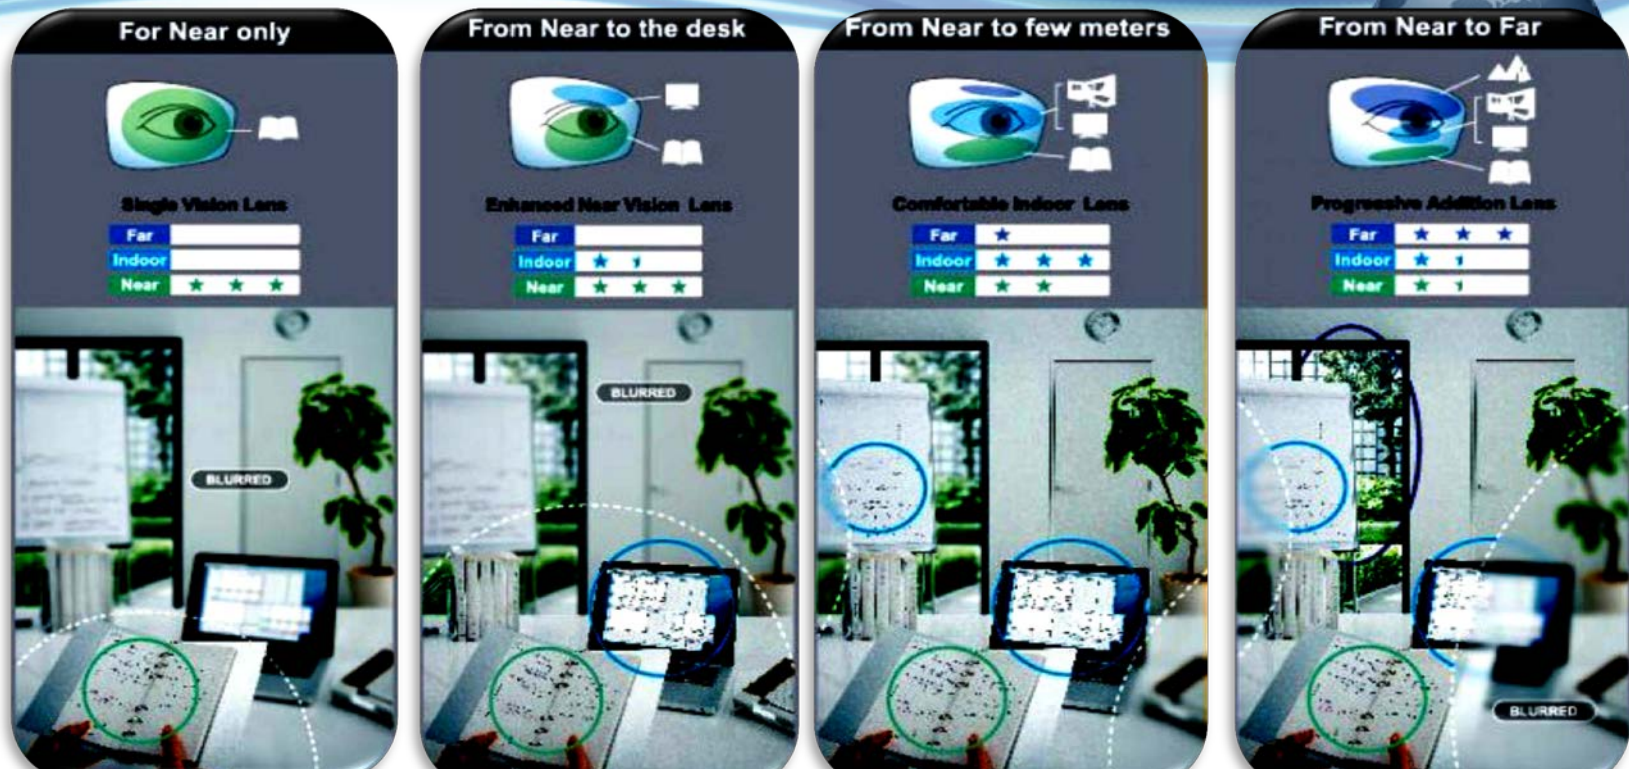 For Near only
Single Vision Lens
Far
Indoor
Near
BLURRED
From Near to the desk
Enhanced Near Vision Lens
Far
Indoor
Near
BLURRED
From Near to few meters
Comfortable Indoor Lens
Far
Indoor
Near
From Near to Far
Progressive Addition Lens
Far
Indoor
Near
BLURRED